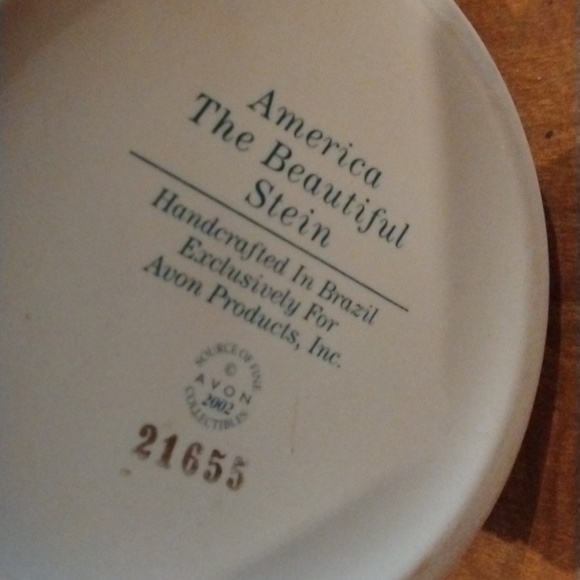 America
The Beautiful
Stein
Handcrafted In Brazil
Exclusively For
Avon Products, Inc.
SOURCE OF FINE
©
AVON
2002
COLLECTIBLES
21655